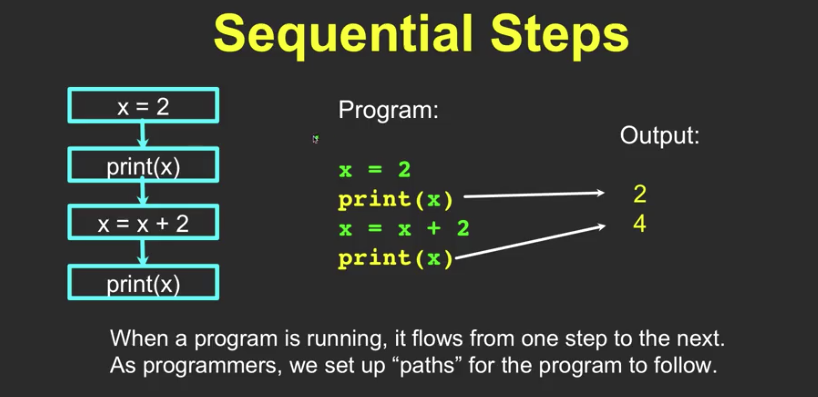 Sequential Steps
x = 2
print(x)
x = x + 2
print(x)
Program:
x = 2
print(x)
x = x + 2
print(x)
Output:
2
4
When a program is running, it flows from one step to the next.
As programmers, we set up “paths” for the program to follow.